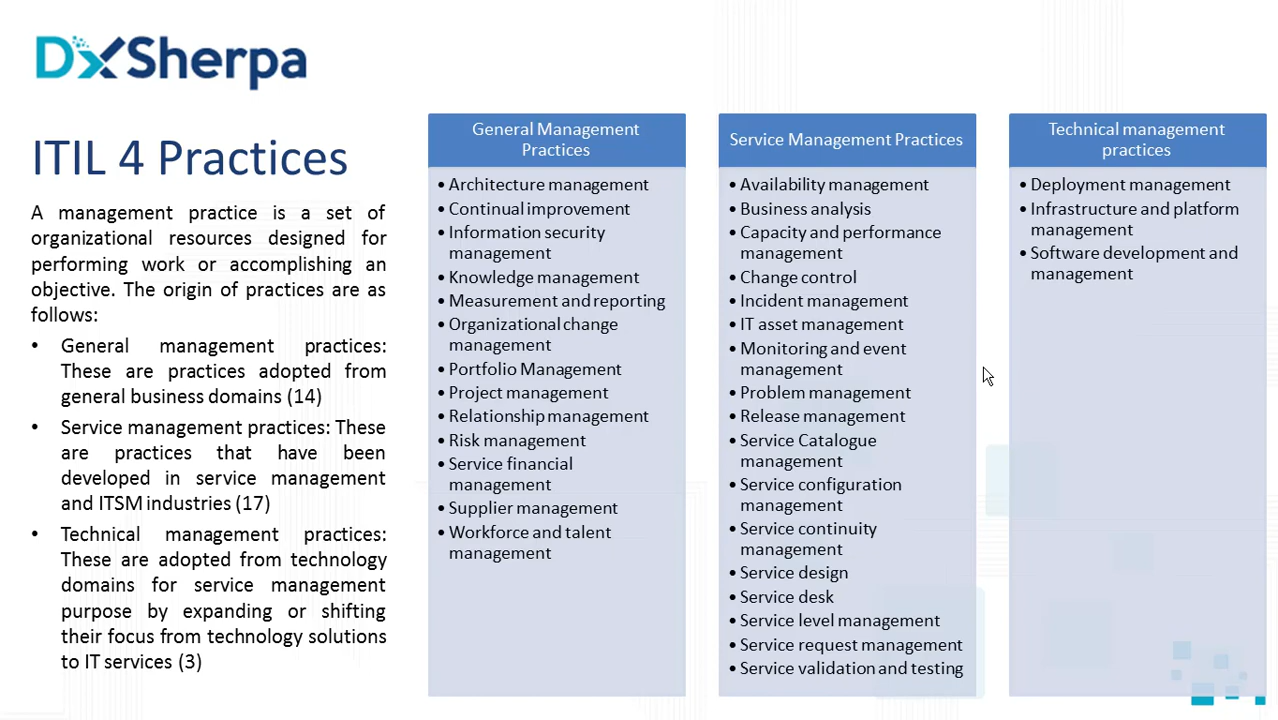 DxSherpa
ITIL 4 Practices
A management practice is a set of
organizational resources designed for
performing work or accomplishing an
objective. The origin of practices are as
follows:
• General management practices:
These are practices adopted from
general business domains (14)
• Service management practices: These
are practices that have been
developed in service management
and ITSM industries (17)
• Technical management practices:
These are adopted from technology
domains for service management
purpose by expanding or shifting
their focus from technology solutions
to IT services (3)
General Management
Practices
• Architecture management
• Continual improvement
• Information security
management
• Knowledge management
• Measurement and reporting
• Organizational change
management
• Portfolio Management
• Project management
• Relationship management
• Risk management
• Service financial
management
• Supplier management
• Workforce and talent
management
Service Management Practices
• Availability management
• Business analysis
• Capacity and performance
management
• Change control
• Incident management
• IT asset management
• Monitoring and event
management
• Problem management
• Release management
• Service Catalogue
management
• Service configuration
management
• Service continuity
management
• Service design
• Service desk
• Service level management
• Service request management
• Service validation and testing
Technical management
practices
• Deployment management
• Infrastructure and platform
management
• Software development and
management